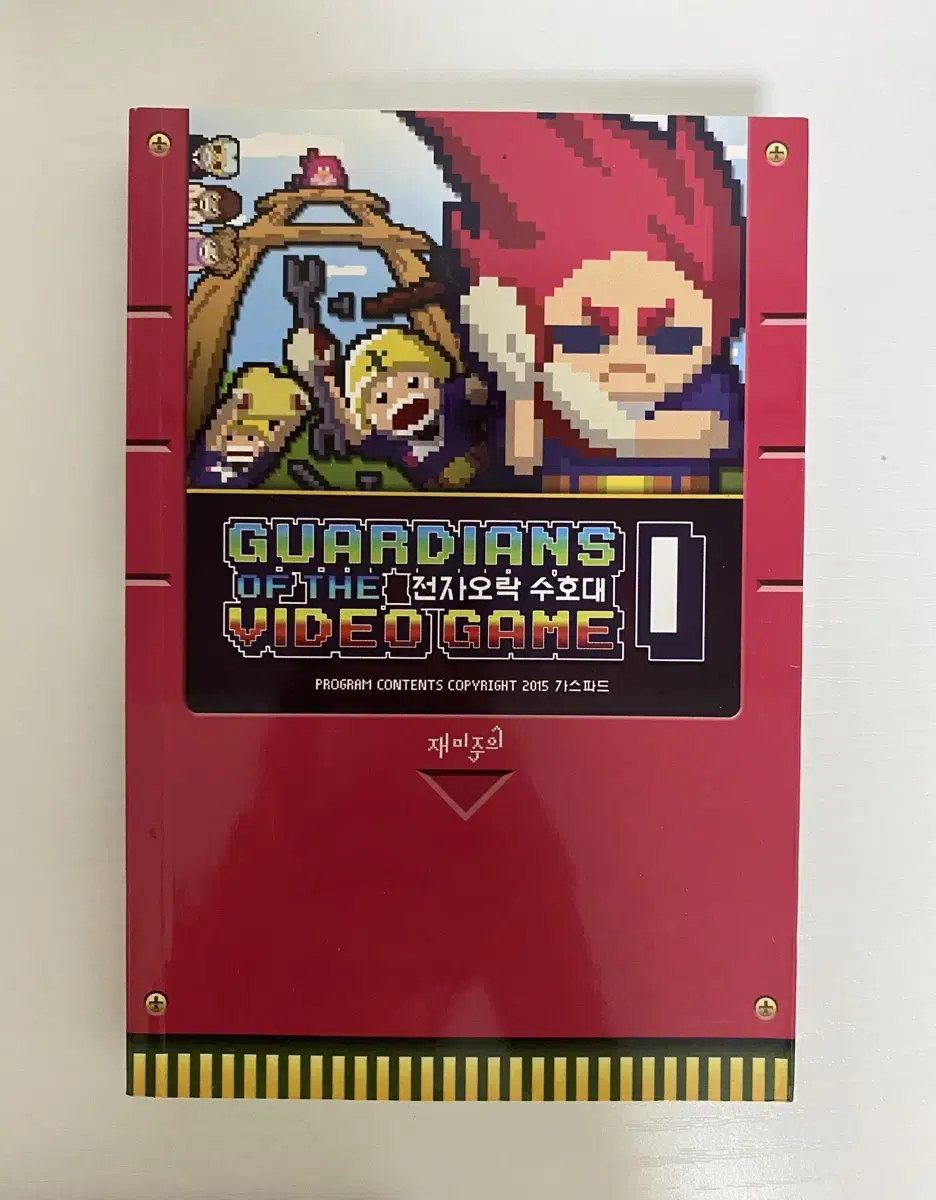 GUARDIANS
OF THE 전자오락 수호대
VIDEO GAME
1
PROGRAM CONTENTS COPYRIGHT 2015 가스파드
재미주의